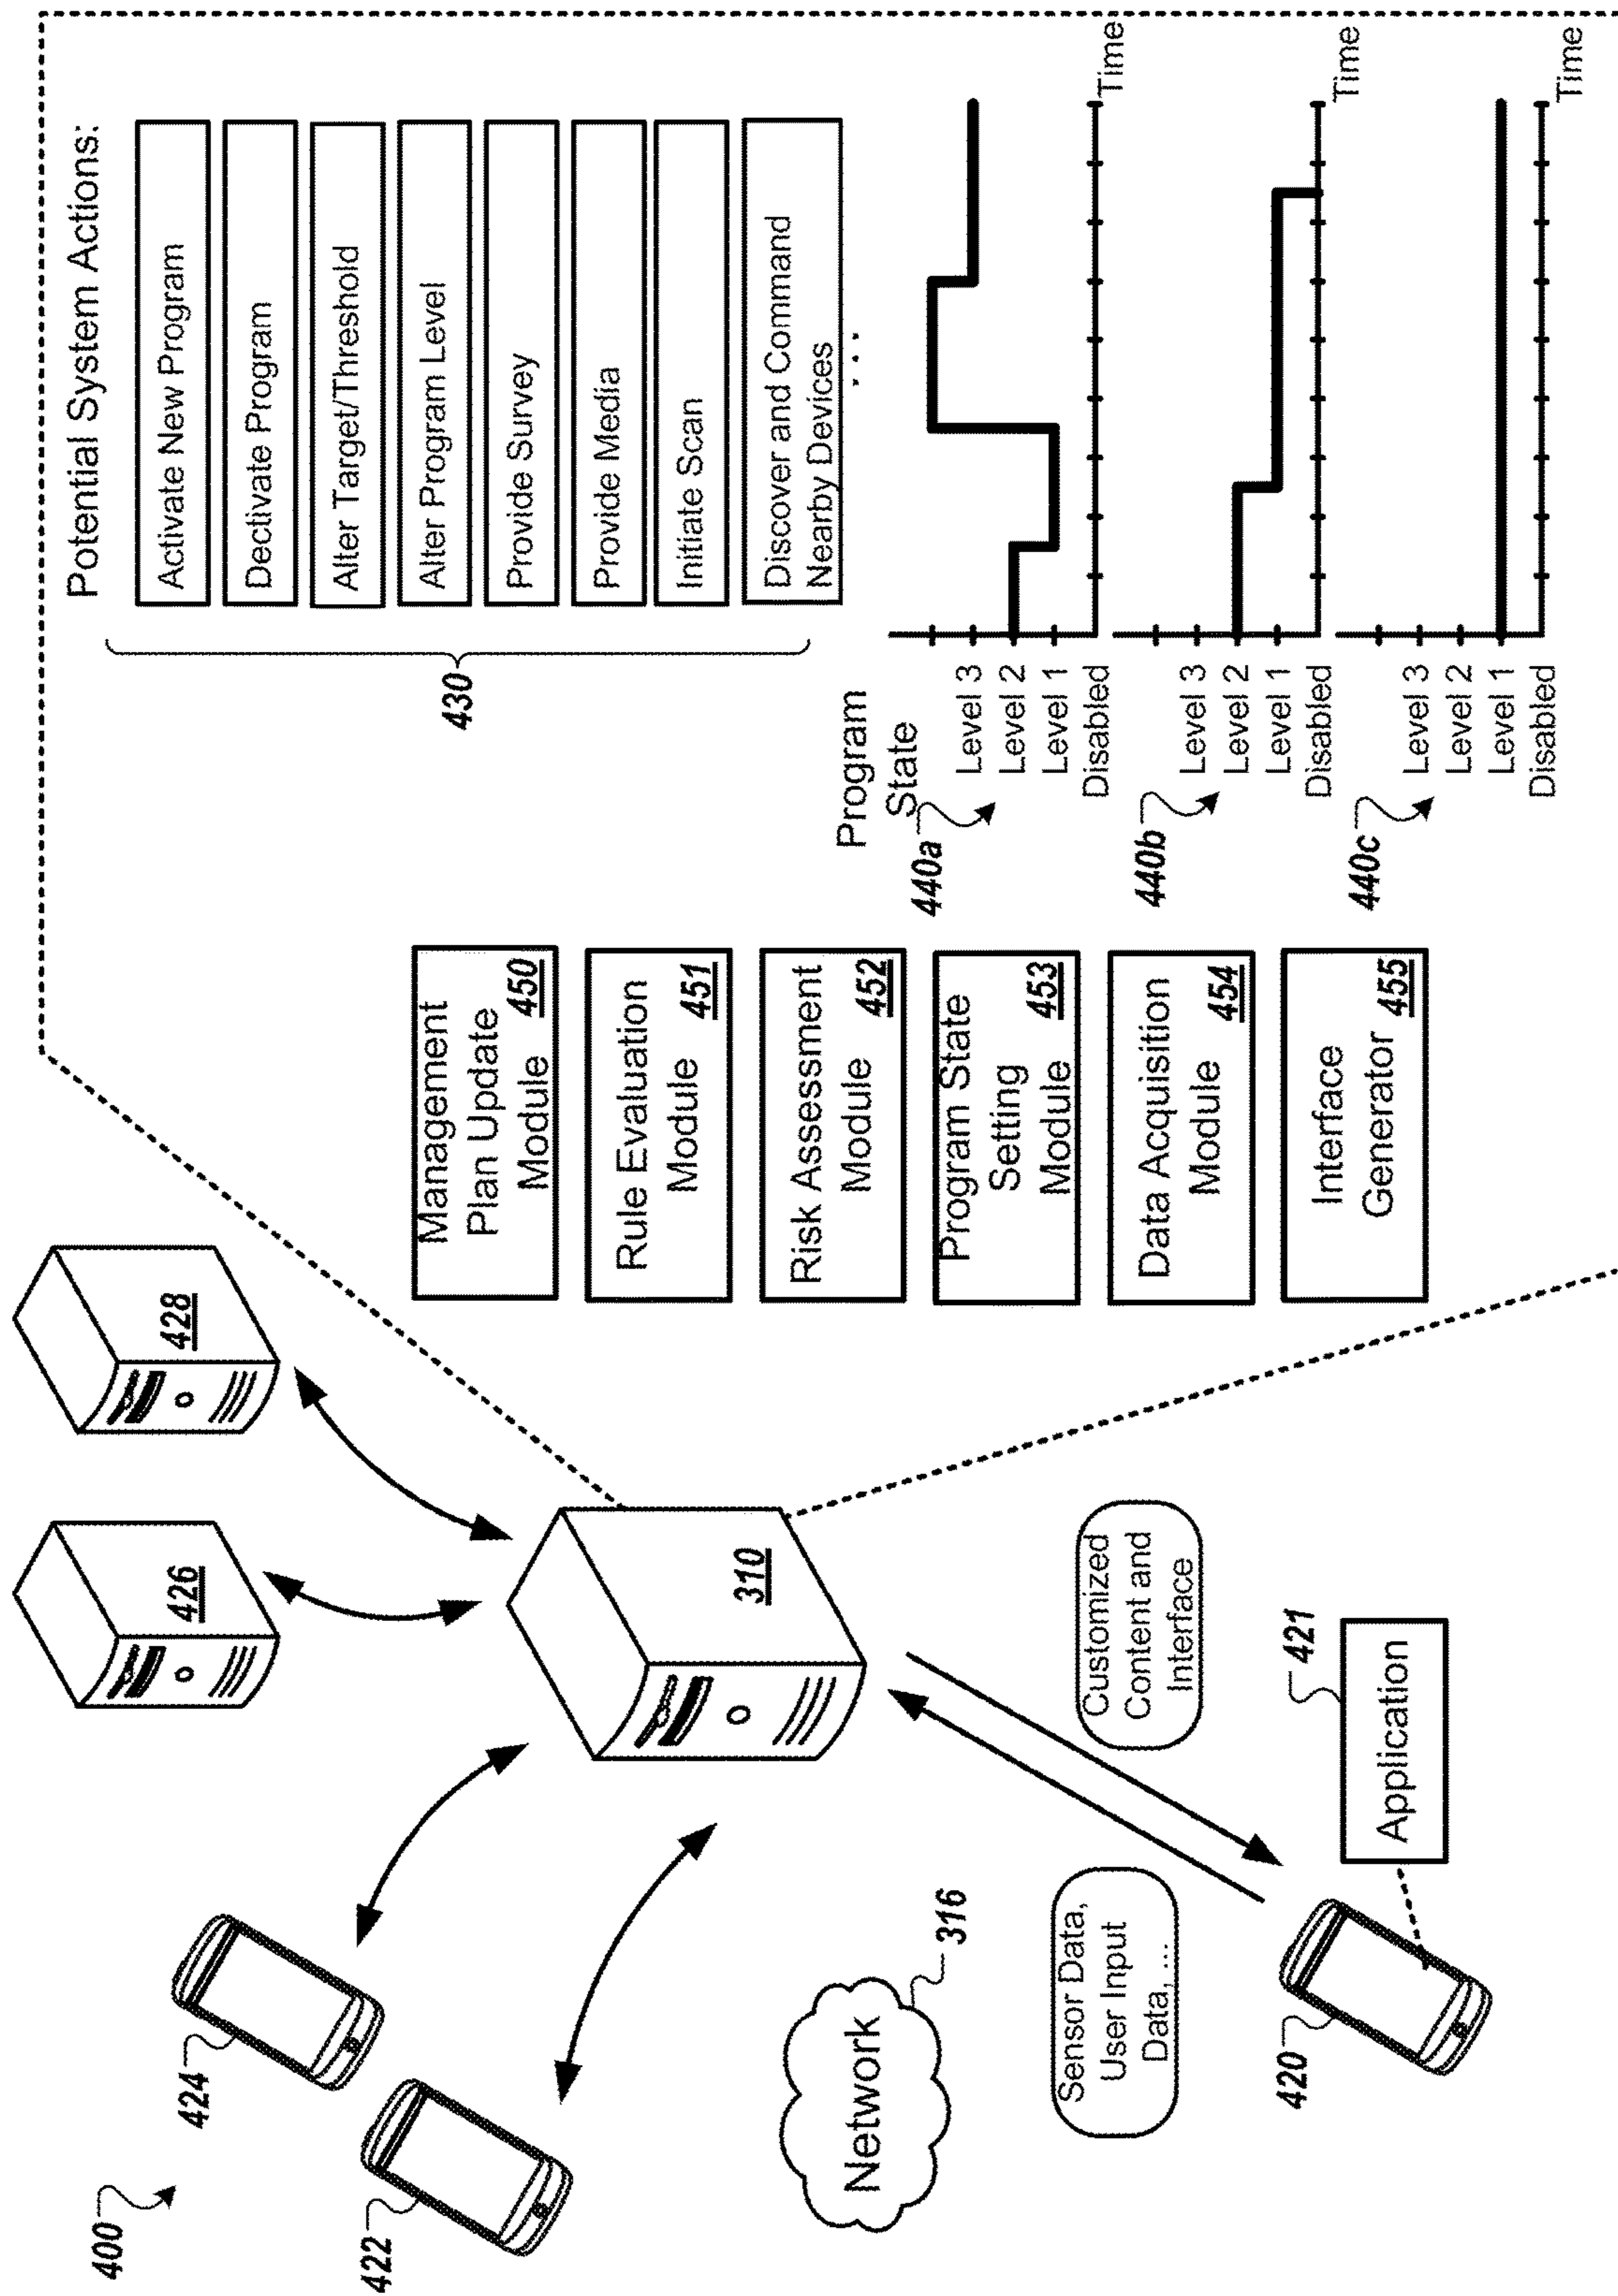 400
424
422
426
428
310
Network
316
Sensor Data,
User Input
Data, ...
Customized
Content and
Interface
420
Application
421
Management
Plan Update
Module 450
Rule Evaluation
Module 451
Risk Assessment
Module 452
Program State
Setting
Module 453
Data Acquisition
Module 454
Interface
Generator 455
Potential System Actions:
Activate New Program
Dectivate Program
Alter Target/Threshold
Alter Program Level
Provide Survey
Provide Media
Initiate Scan
Discover and Command
Nearby Devices
...
430
Program
State
440a
Level 3
Level 2
Level 1
Disabled
Time
440b
Level 3
Level 2
Level 1
Disabled
Time
440c
Level 3
Level 2
Level 1
Disabled
Time